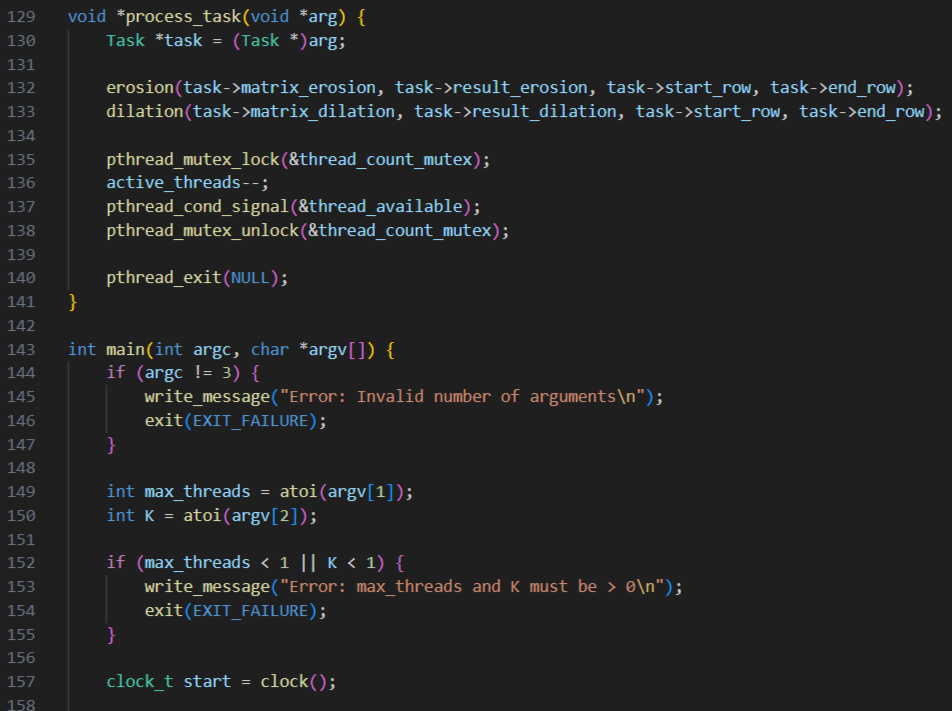 129 void *process_task(void *arg) {
130     Task *task = (Task *)arg;
131
132     erosion(task->matrix_erosion, task->result_erosion, task->start_row, task->end_row);
133     dilation(task->matrix_dilation, task->result_dilation, task->start_row, task->end_row);
134
135     pthread_mutex_lock(&thread_count_mutex);
136     active_threads--;
137     pthread_cond_signal(&thread_available);
138     pthread_mutex_unlock(&thread_count_mutex);
139
140     pthread_exit(NULL);
141 }
142
143 int main(int argc, char *argv[]) {
144     if (argc != 3) {
145         write_message("Error: Invalid number of arguments\n");
146         exit(EXIT_FAILURE);
147     }
148
149     int max_threads = atoi(argv[1]);
150     int K = atoi(argv[2]);
151
152     if (max_threads < 1 || K < 1) {
153         write_message("Error: max_threads and K must be > 0\n");
154         exit(EXIT_FAILURE);
155     }
156
157     clock_t start = clock();
158